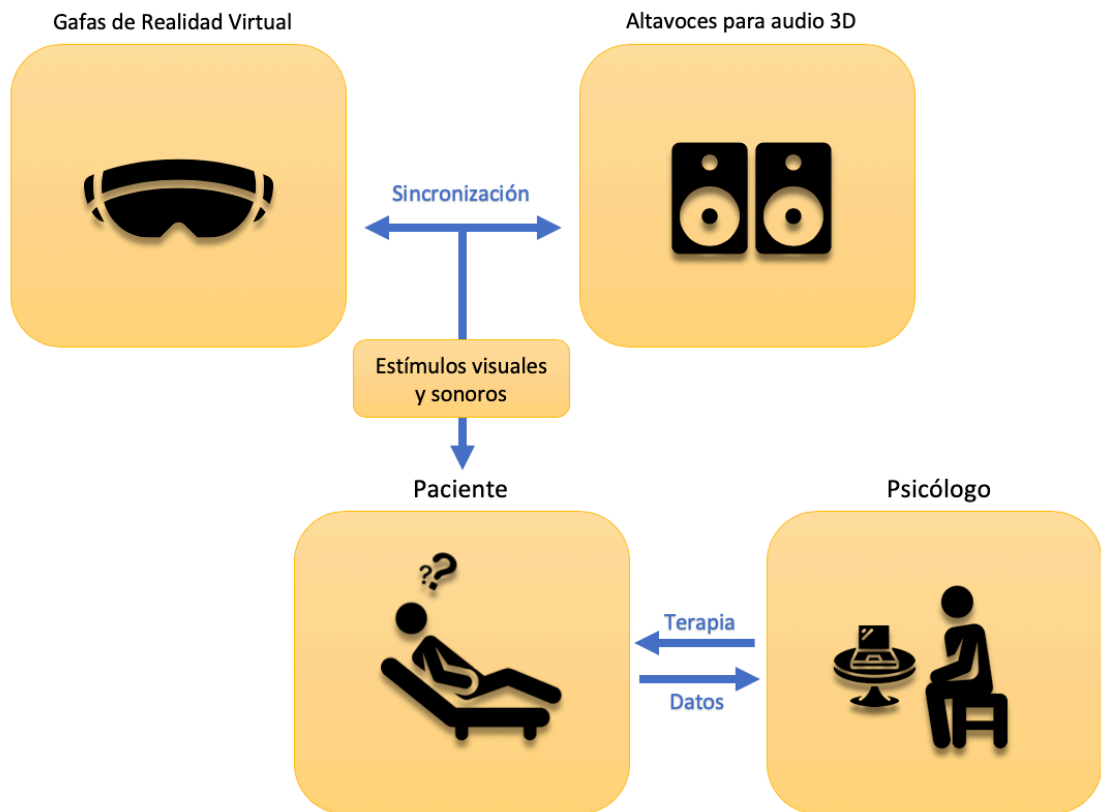 Gafas de Realidad Virtual
Altavoces para audio 3D
Sincronización
Estímulos visuales
y sonoros
Paciente
Psicólogo
???
Terapia
Datos